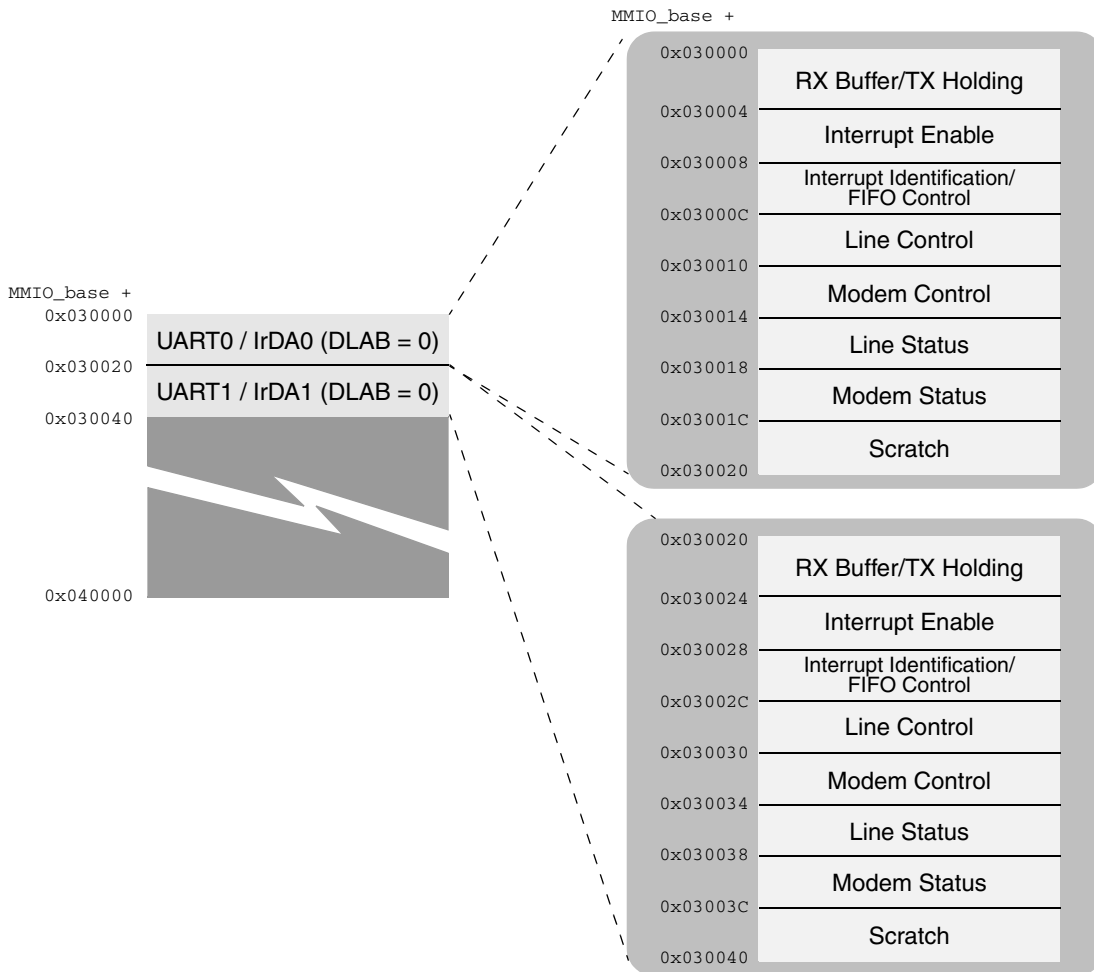 MMIO_base +
0x030000
UART0 / IrDA0 (DLAB = 0)
0x030020
UART1 / IrDA1 (DLAB = 0)
0x030040
0x040000
MMIO_base +
0x030000
RX Buffer/TX Holding
0x030004
Interrupt Enable
0x030008
Interrupt Identification/
FIFO Control
0x03000C
Line Control
0x030010
Modem Control
0x030014
Line Status
0x030018
Modem Status
0x03001C
Scratch
0x030020
0x030020
RX Buffer/TX Holding
0x030024
Interrupt Enable
0x030028
Interrupt Identification/
FIFO Control
0x03002C
Line Control
0x030030
Modem Control
0x030034
Line Status
0x030038
Modem Status
0x03003C
Scratch
0x030040